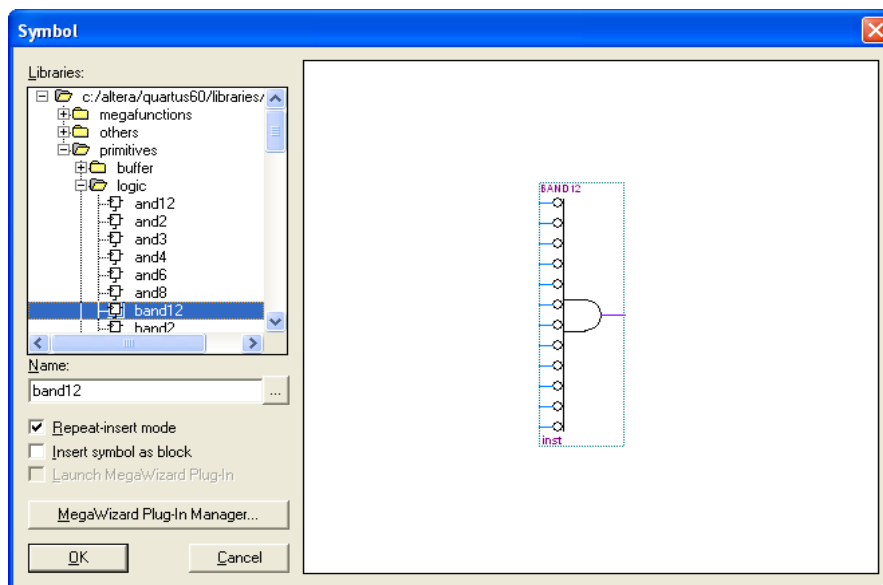 Symbol
Libraries:
c:/altera/quartus60/libraries/
megafunctions
others
primitives
buffer
logic
and12
and2
and3
and4
and6
and8
band12
band2
Name:
band12
...
Repeat-insert mode
Insert symbol as block
Launch MegaWizard Plug-In
MegaWizard Plug-In Manager...
OK
Cancel
BAND12
inst